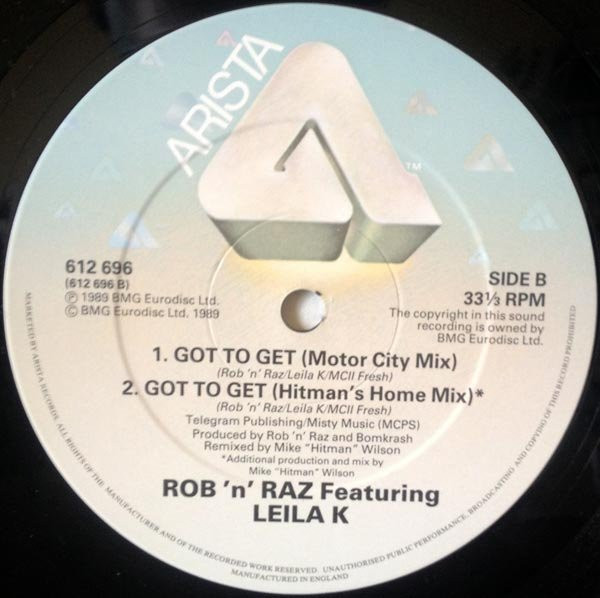 ARISTA
TM
612 696
(612 696 B)
Ⓟ 1989 BMG Eurodisc Ltd.
© BMG Eurodisc Ltd. 1989
SIDE B
33⅓ RPM
The copyright in this sound
recording is owned by
BMG Eurodisc Ltd.
1. GOT TO GET (Motor City Mix)
(Rob 'n' Raz/Leila K/MCII Fresh)
2. GOT TO GET (Hitman's Home Mix)*
(Rob 'n' Raz/Leila K/MCII Fresh)
Telegram Publishing/Misty Music (MCPS)
Produced by Rob 'n' Raz and Bomkrash
Remixed by Mike "Hitman" Wilson
*Additional production and mix by
Mike "Hitman" Wilson
ROB 'n' RAZ Featuring
LEILA K
MARKETED BY ARISTA RECORDS. ALL RIGHTS OF THE MANUFACTURER AND OF THE RECORDED WORK RESERVED. UNAUTHORISED PUBLIC PERFORMANCE, BROADCASTING AND COPYING OF THIS RECORD PROHIBITED
MANUFACTURED IN ENGLAND